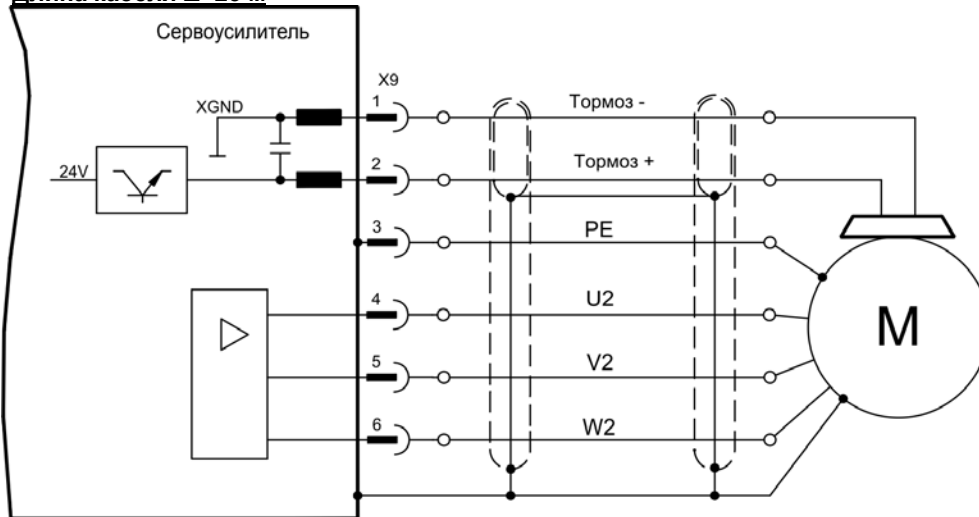 Сервоусилитель
X9
XGND
1
Тормоз -
24V
2
Тормоз +
3
PE
4
U2
5
V2
6
W2
M